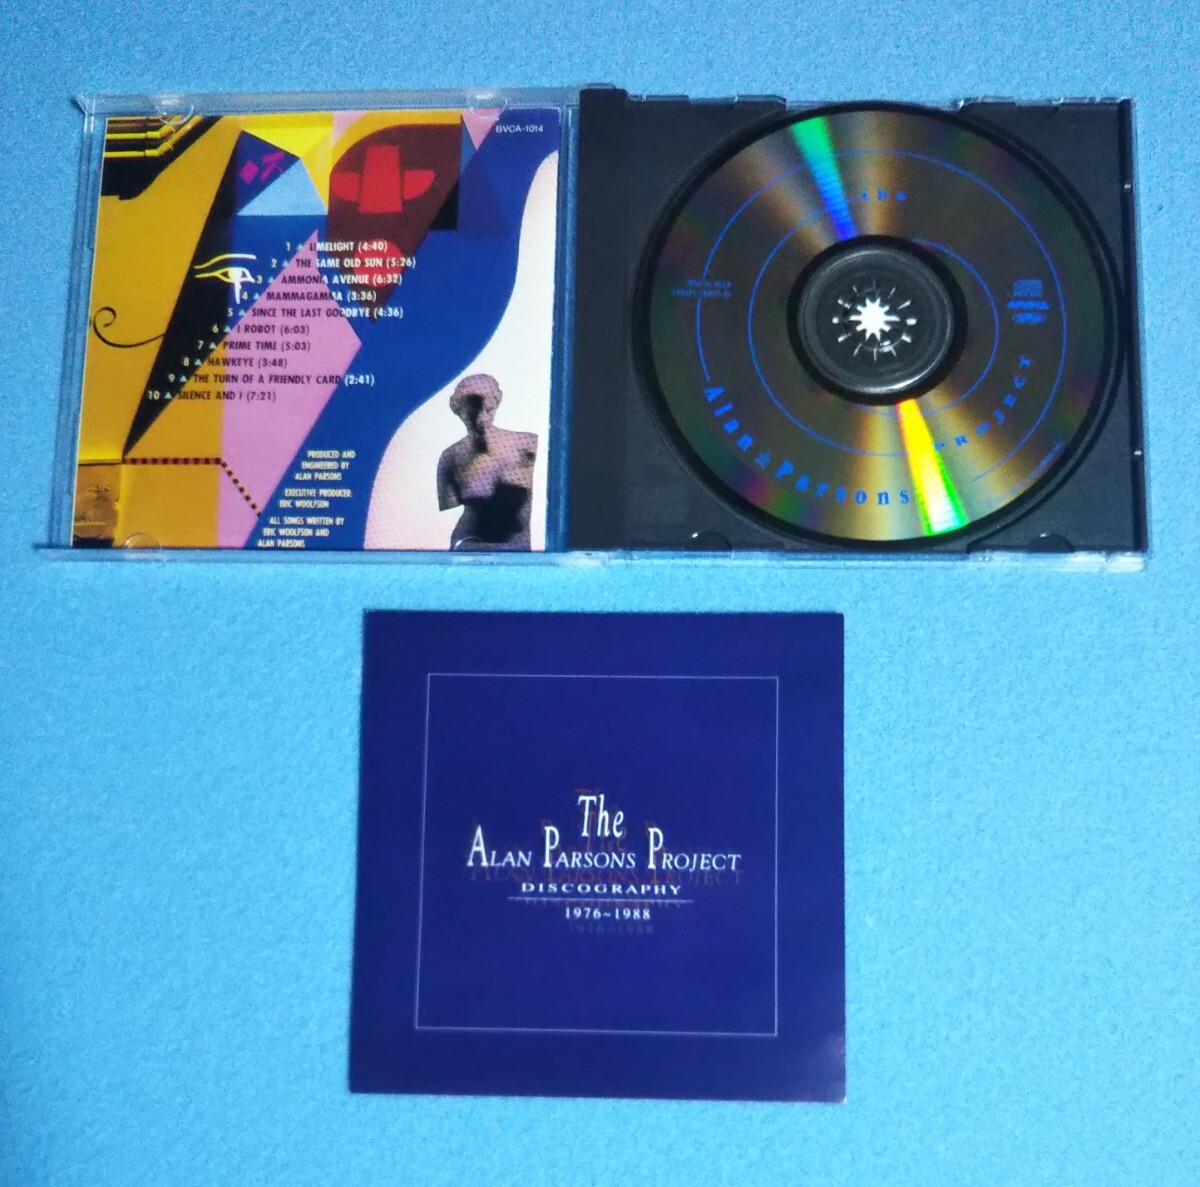 BVCA-1014
1 ▲ LIMELIGHT (4:40)
2 ▲ THE SAME OLD SUN (5:26)
3 ▲ AMMONIA AVENUE (6:32)
4 ▲ MAMMAGAMMA (3:36)
5 ▲ SINCE THE LAST GOODBYE (4:36)
6 ▲ I ROBOT (6:03)
7 ▲ PRIME TIME (5:03)
8 ▲ HAWKEYE (3:48)
9 ▲ THE TURN OF A FRIENDLY CARD (2:41)
10 ▲ SILENCE AND I (7:21)
PRODUCED AND
ENGINEERED BY
ALAN PARSONS
EXECUTIVE PRODUCER:
ERIC WOOLFSON
ALL SONGS WRITTEN BY
ERIC WOOLFSON AND
ALAN PARSONS
the
BVCA-1014
Alan☆Parsons
PROJECT
The
ALAN PARSONS PROJECT
DISCOGRAPHY
1976~1988